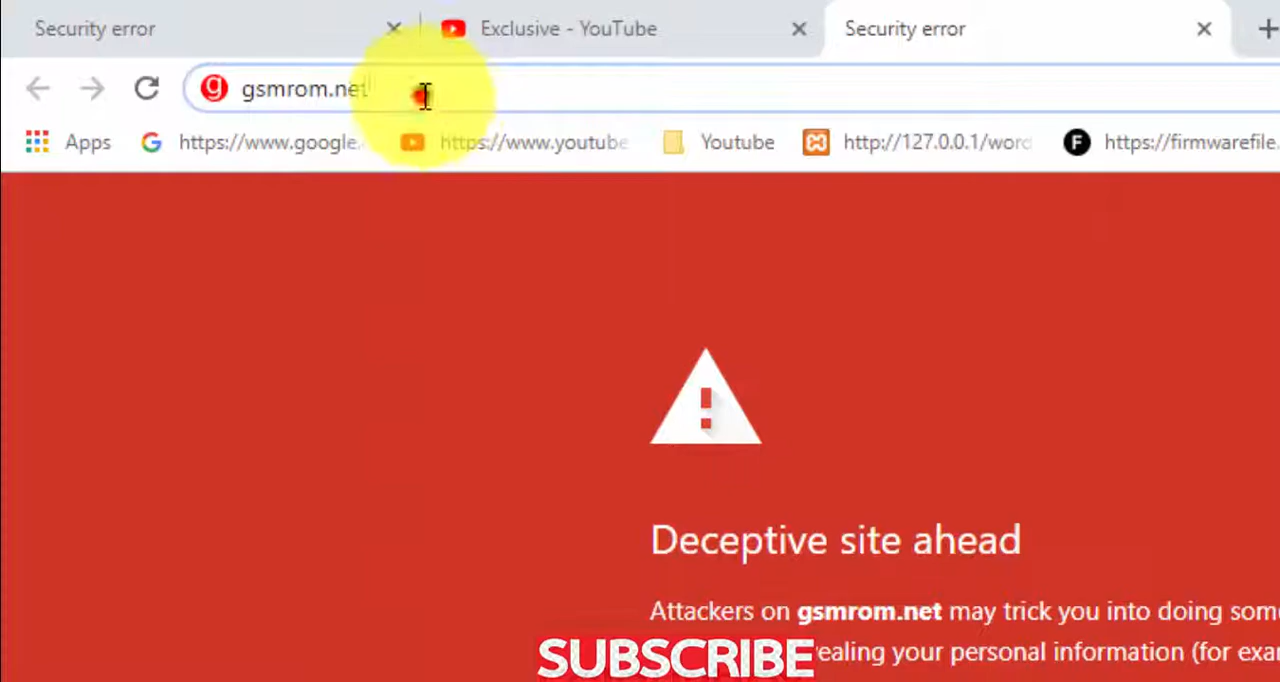 Security error
Exclusive - YouTube
Security error
g gsmrom.net
Apps
G https://www.google.
https://www.youtube
Youtube
http://127.0.0.1/word
F https://firmwarefile.
Deceptive site ahead
Attackers on gsmrom.net may trick you into doing som
SUBSCRIBE
ealing your personal information (for exa